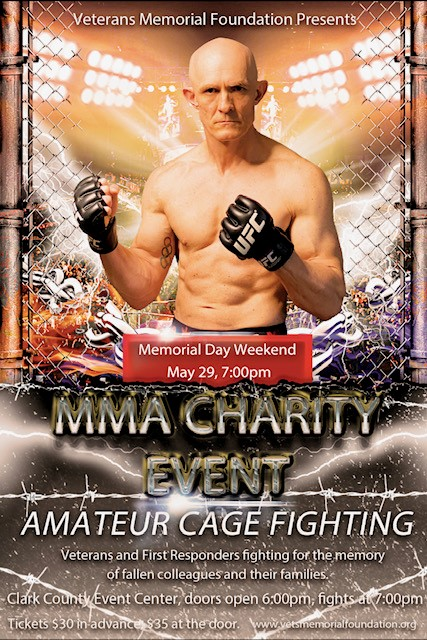 Veterans Memorial Foundation Presents
UFC
Memorial Day Weekend
May 29, 7:00pm
MMA CHARITY
EVENT
AMATEUR CAGE FIGHTING
Veterans and First Responders fighting for the memory
of fallen colleagues and their families.
Clark County Event Center, doors open 6:00pm, fights at 7:00pm
Tickets $30 in advance, $35 at the door. www.vetsmemorialfoundation.org